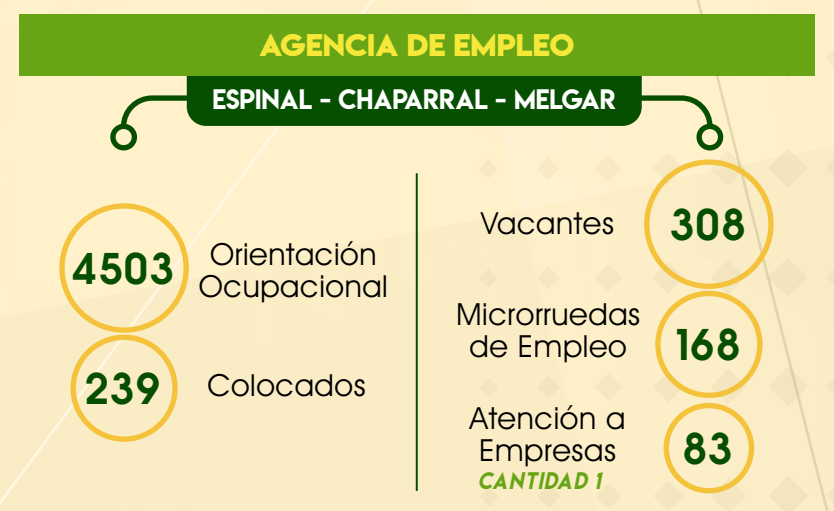 AGENCIA DE EMPLEO
ESPINAL - CHAPARRAL - MELGAR
4503
Orientación
Ocupacional
239
Colocados
Vacantes
308
Microrruedas
de Empleo
168
Atención a
Empresas
CANTIDAD 1
83